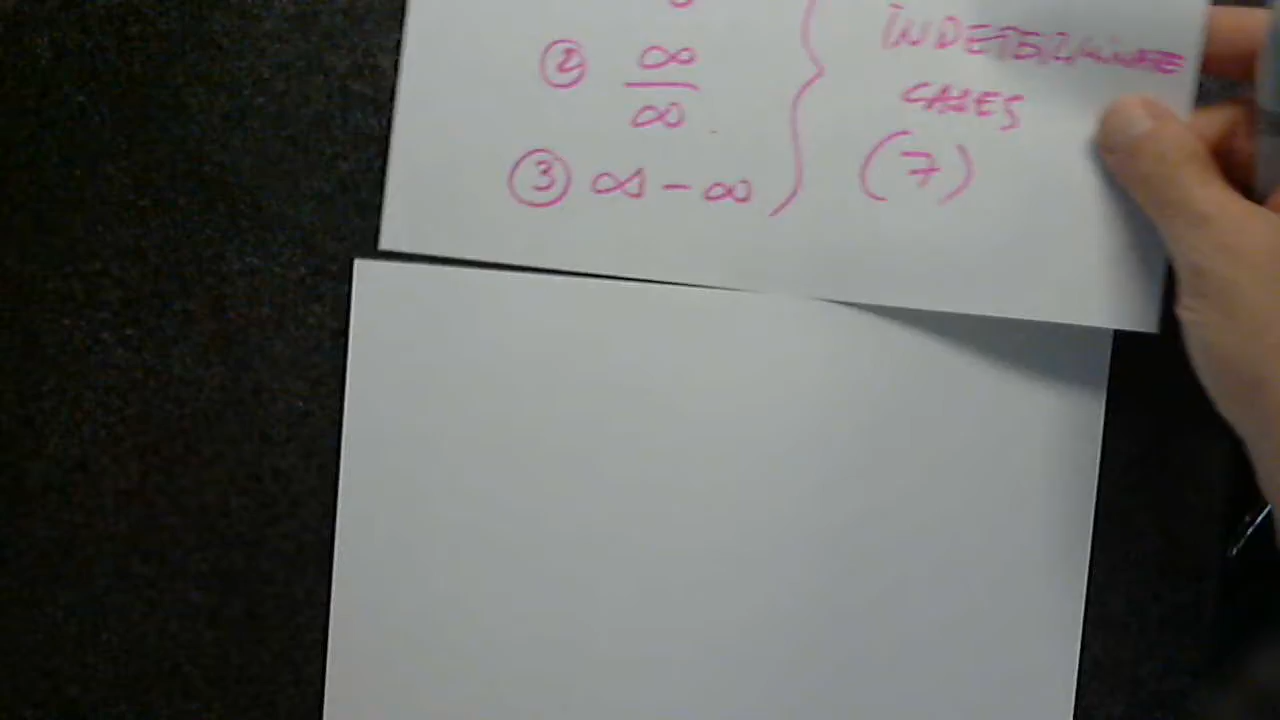 ② ∞/∞
③ ∞ - ∞
INDETERMINATE
CASES
(7)